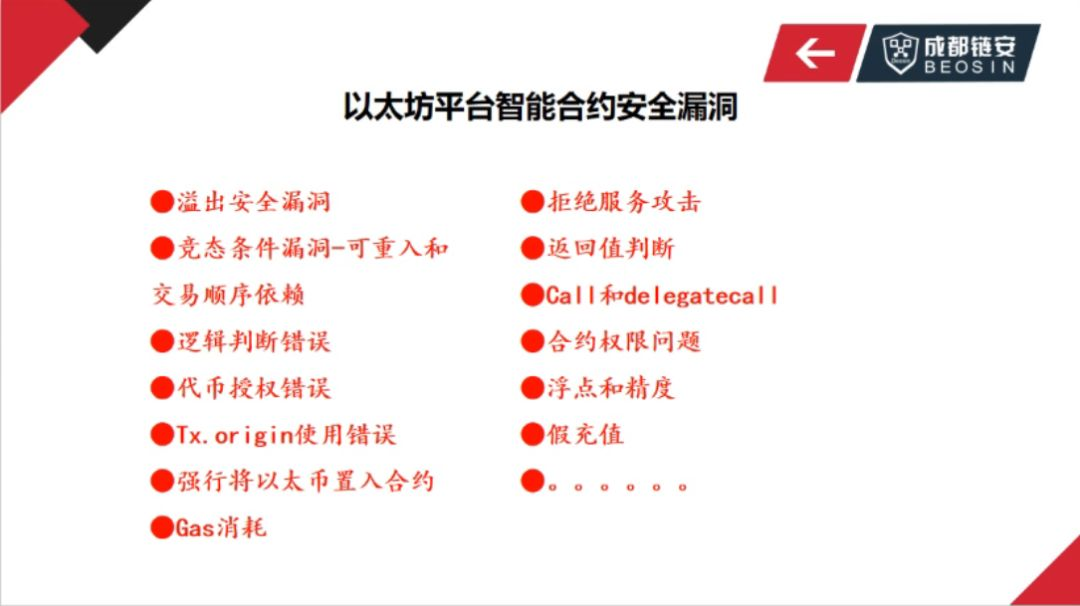 成都链安
BEOSIN
以太坊平台智能合约安全漏洞
●溢出安全漏洞
●竞态条件漏洞-可重入和
交易顺序依赖
●逻辑判断错误
●代币授权错误
●Tx.origin使用错误
●强行将以太币置入合约
●Gas消耗
●拒绝服务攻击
●返回值判断
●Call和delegatecall
●合约权限问题
●浮点和精度
●假充值
●。。。。。。